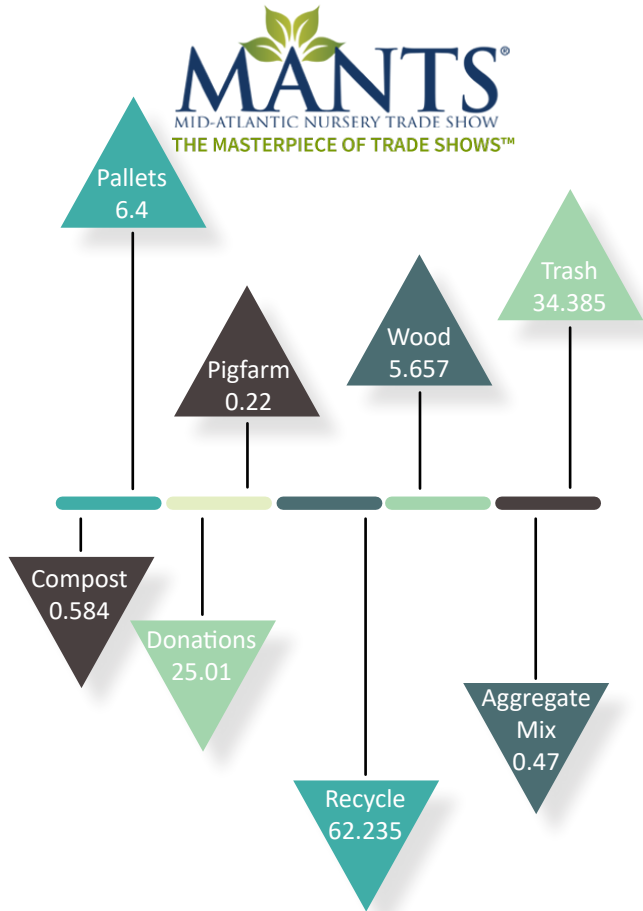 MANTS®
MID-ATLANTIC NURSERY TRADE SHOW
THE MASTERPIECE OF TRADE SHOWS™
Pallets
6.4
Trash
34.385
Wood
5.657
Pigfarm
0.22
Compost
0.584
Donations
25.01
Aggregate
Mix
0.47
Recycle
62.235